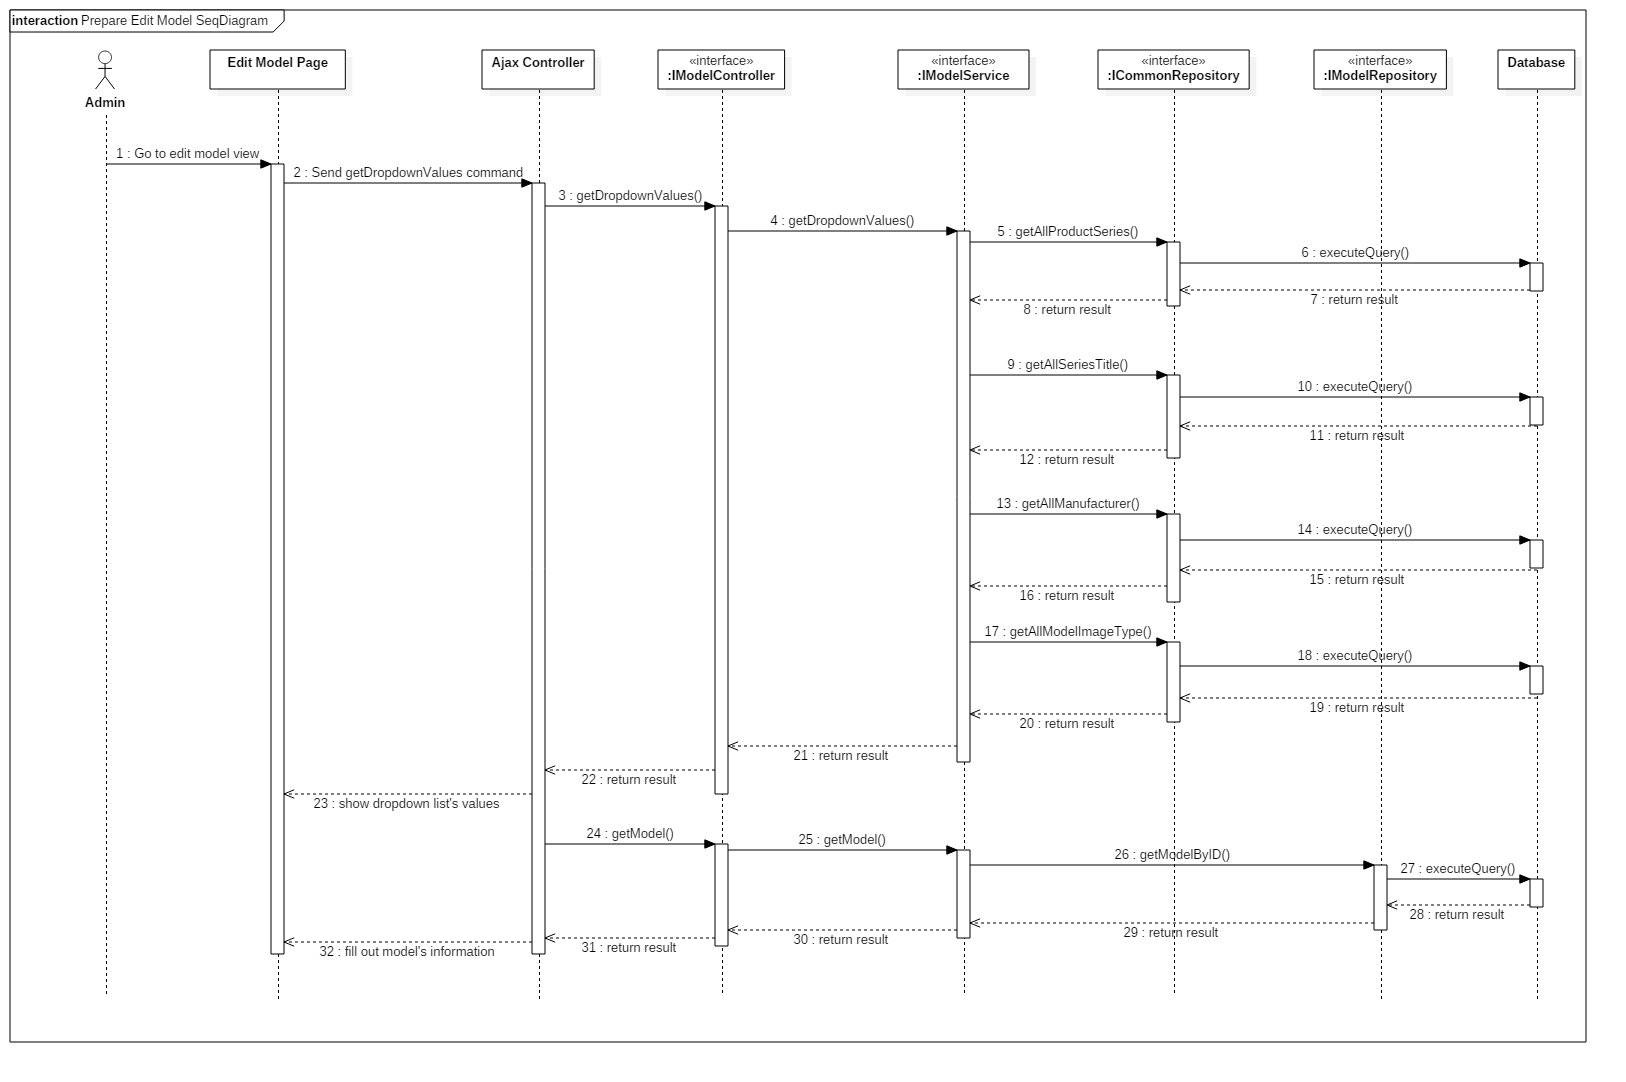 interaction Prepare Edit Model SeqDiagram
Admin
Edit Model Page
Ajax Controller
«interface»
:IModelController
«interface»
:IModelService
«interface»
:ICommonRepository
«interface»
:IModelRepository
Database
1 : Go to edit model view
2 : Send getDropdownValues command
3 : getDropdownValues()
4 : getDropdownValues()
5 : getAllProductSeries()
6 : executeQuery()
7 : return result
8 : return result
9 : getAllSeriesTitle()
10 : executeQuery()
11 : return result
12 : return result
13 : getAllManufacturer()
14 : executeQuery()
15 : return result
16 : return result
17 : getAllModelImageType()
18 : executeQuery()
19 : return result
20 : return result
21 : return result
22 : return result
23 : show dropdown list's values
24 : getModel()
25 : getModel()
26 : getModelByID()
27 : executeQuery()
28 : return result
29 : return result
30 : return result
31 : return result
32 : fill out model's information